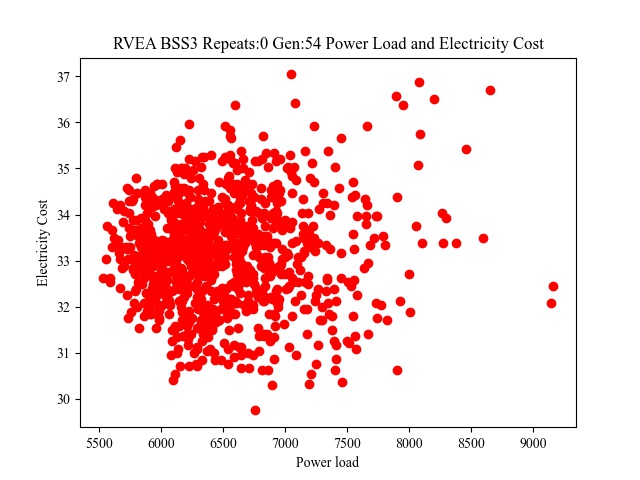 RVEA BSS3 Repeats:0 Gen:54 Power Load and Electricity Cost
37
36
35
34
33
32
31
30
Electricity Cost
5500 6000 6500 7000 7500 8000 8500 9000
Power load